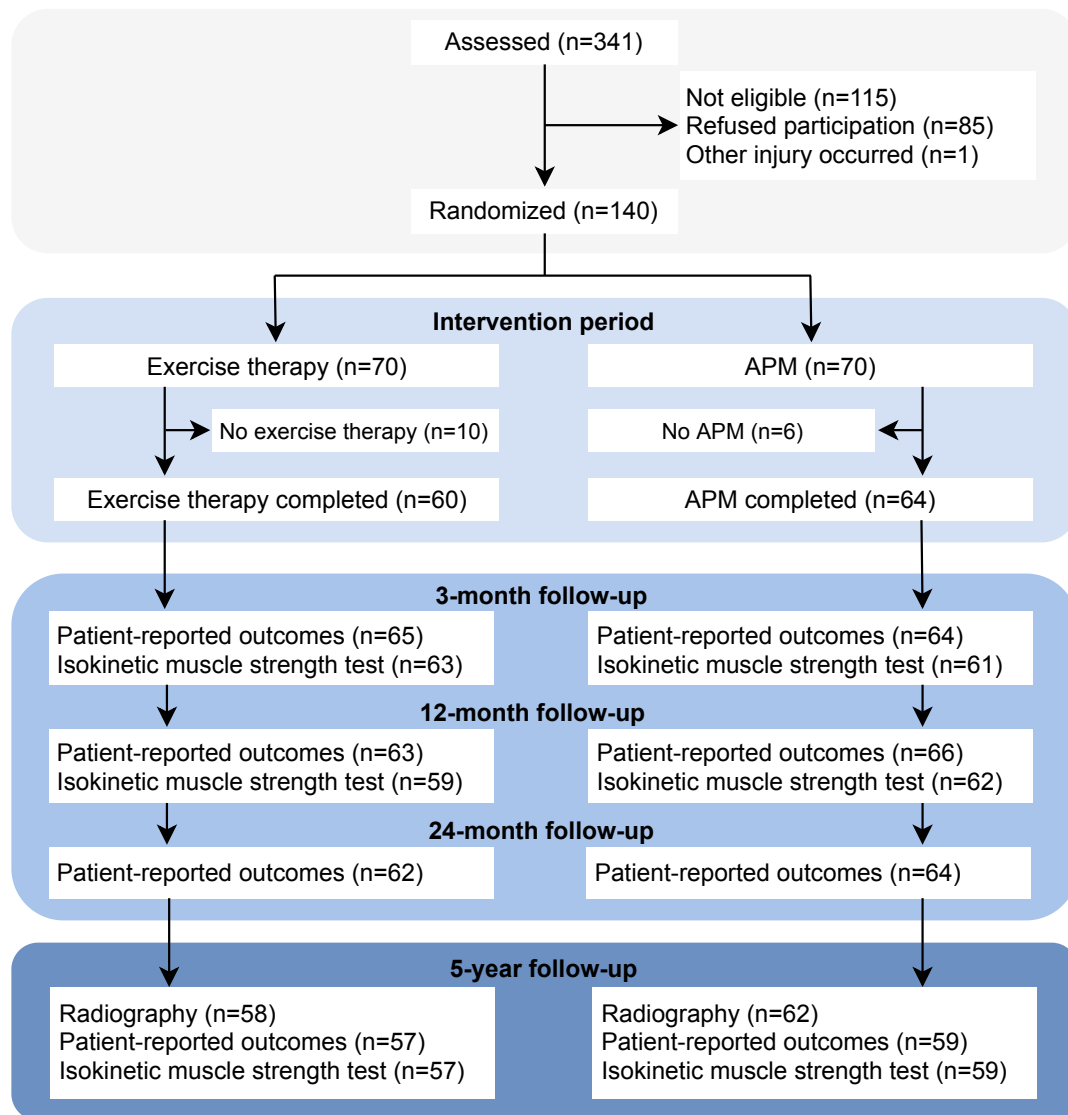 Assessed (n=341)
Not eligible (n=115)
Refused participation (n=85)
Other injury occurred (n=1)
Randomized (n=140)
Intervention period
Exercise therapy (n=70)
APM (n=70)
No exercise therapy (n=10)
No APM (n=6)
Exercise therapy completed (n=60)
APM completed (n=64)
3-month follow-up
Patient-reported outcomes (n=65)
Isokinetic muscle strength test (n=63)
Patient-reported outcomes (n=64)
Isokinetic muscle strength test (n=61)
12-month follow-up
Patient-reported outcomes (n=63)
Isokinetic muscle strength test (n=59)
Patient-reported outcomes (n=66)
Isokinetic muscle strength test (n=62)
24-month follow-up
Patient-reported outcomes (n=62)
Patient-reported outcomes (n=64)
5-year follow-up
Radiography (n=58)
Patient-reported outcomes (n=57)
Isokinetic muscle strength test (n=57)
Radiography (n=62)
Patient-reported outcomes (n=59)
Isokinetic muscle strength test (n=59)